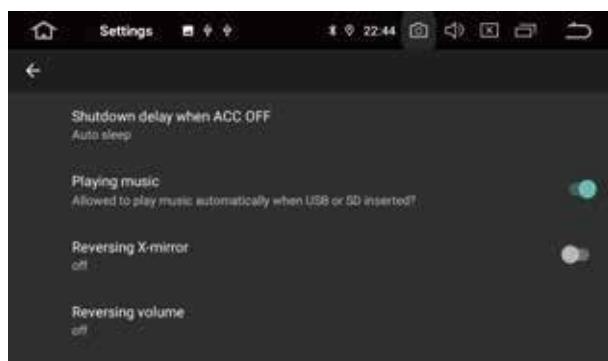 Settings 22:44
Shutdown delay when ACC OFF
Auto sleep
Playing music
Allowed to play music automatically when USB or SD inserted?
Reversing X-mirror
off
Reversing volume
off